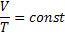 V/T = const